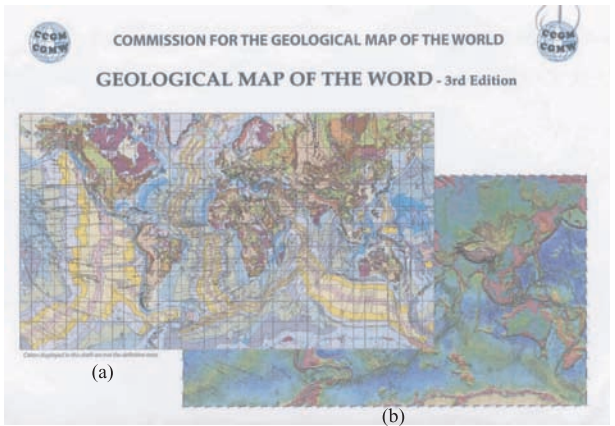 CCGM
CGMW
CCGM
CGMW
COMMISSION FOR THE GEOLOGICAL MAP OF THE WORLD
GEOLOGICAL MAP OF THE WORD - 3rd Edition
(a)
(b)